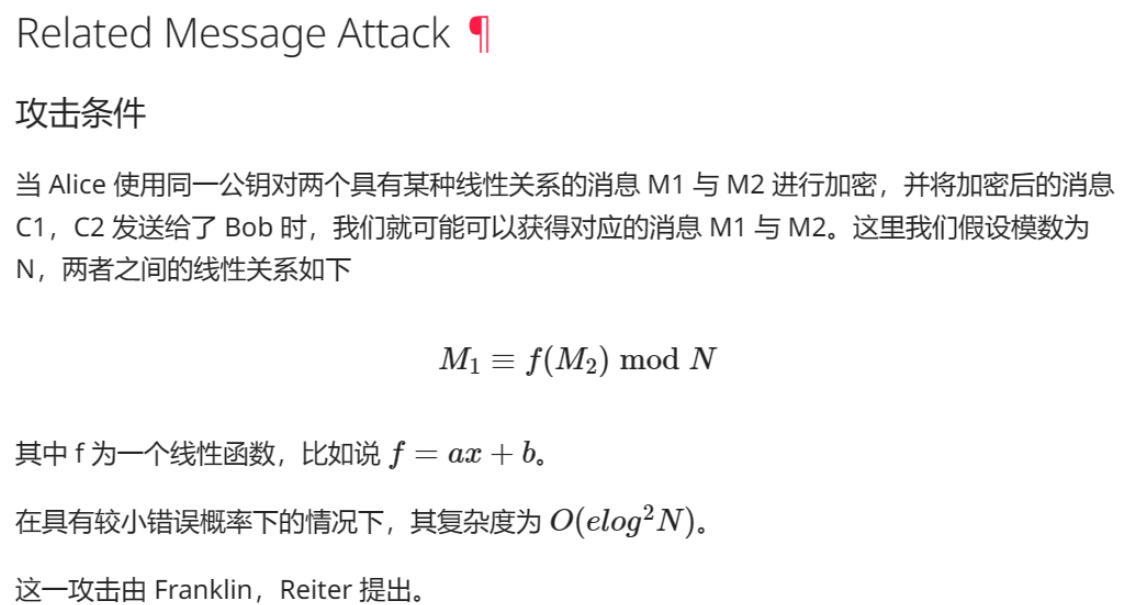 Related Message Attack ¶
攻击条件
当 Alice 使用同一公钥对两个具有某种线性关系的消息 M1 与 M2 进行加密，并将加密后的消息
C1，C2 发送给了 Bob 时，我们就可能可以获得对应的消息 M1 与 M2。这里我们假设模数为
N，两者之间的线性关系如下
M₁ ≡ f(M₂) mod N
其中 f 为一个线性函数，比如说 f = ax + b。
在具有较小错误概率下的情况下，其复杂度为 O(elog²N)。
这一攻击由 Franklin，Reiter 提出。